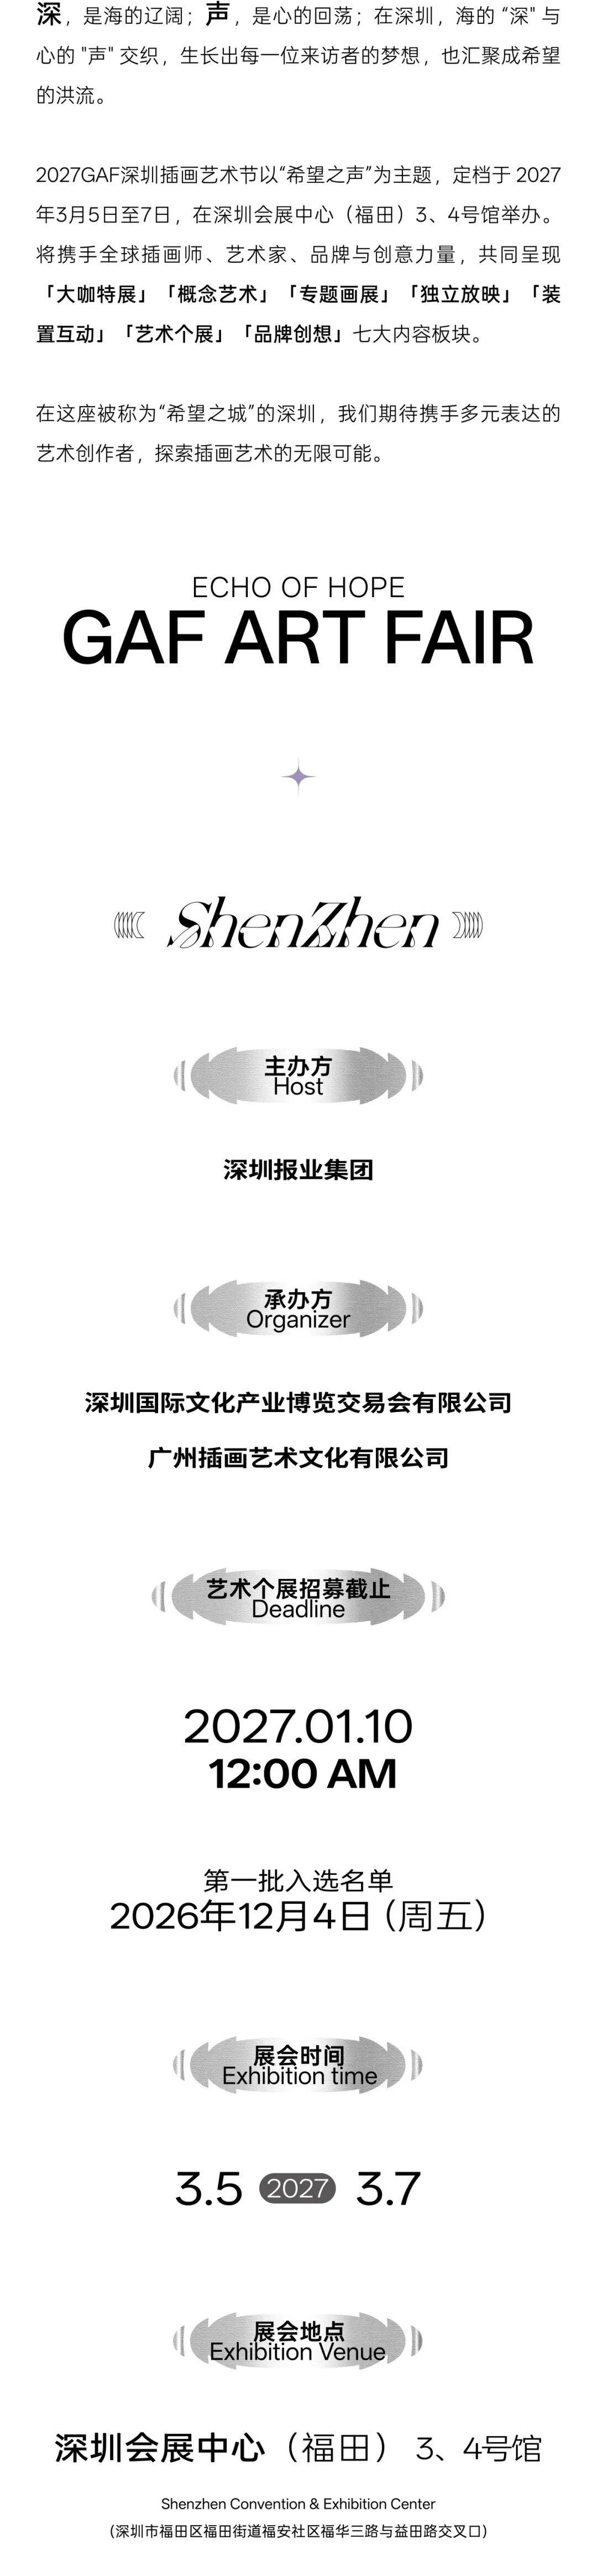 深，是海的辽阔；声，是心的回荡；在深圳，海的 “深" 与
心的 "声" 交织，生长出每一位来访者的梦想，也汇聚成希望
的洪流。
2027GAF深圳插画艺术节以“希望之声”为主题，定档于 2027
年3月5日至7日，在深圳会展中心（福田）3、4号馆举办。
将携手全球插画师、艺术家、品牌与创意力量，共同呈现
「大咖特展」「概念艺术」「专题画展」「独立放映」「装
置互动」「艺术个展」「品牌创想」七大内容板块。
在这座被称为“希望之城”的深圳，我们期待携手多元表达的
艺术创作者，探索插画艺术的无限可能。
ECHO OF HOPE
GAF ART FAIR
ShenZhen
主办方
Host
深圳报业集团
承办方
Organizer
深圳国际文化产业博览交易会有限公司
广州插画艺术文化有限公司
艺术个展招募截止
Deadline
2027.01.10
12:00 AM
第一批入选名单
2026年12月4日（周五）
展会时间
Exhibition time
3.5 2027 3.7
展会地点
Exhibition Venue
深圳会展中心（福田） 3、4号馆
Shenzhen Convention & Exhibition Center
(深圳市福田区福田街道福安社区福华三路与益田路交叉口)